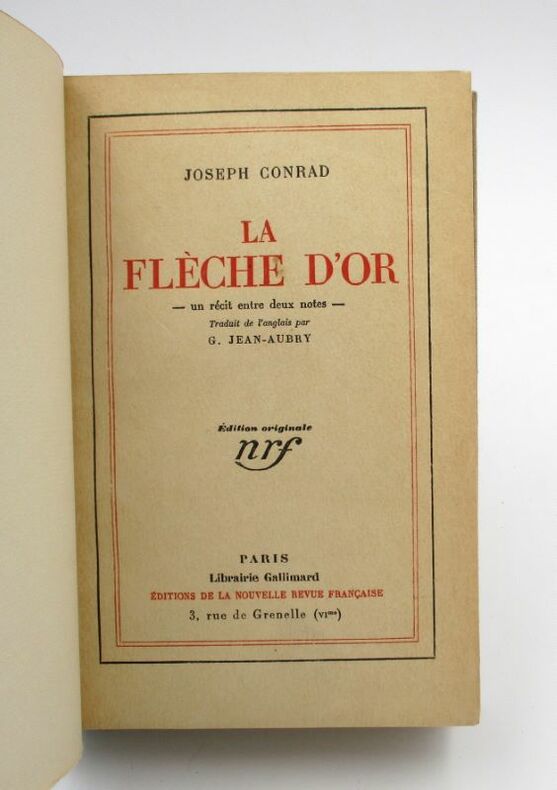 JOSEPH CONRAD
LA
FLÈCHE D'OR
— un récit entre deux notes —
Traduit de l'anglais par
G. JEAN-AUBRY
Édition originale
nrf
PARIS
Librairie Gallimard
ÉDITIONS DE LA NOUVELLE REVUE FRANÇAISE
3, rue de Grenelle (VIme)